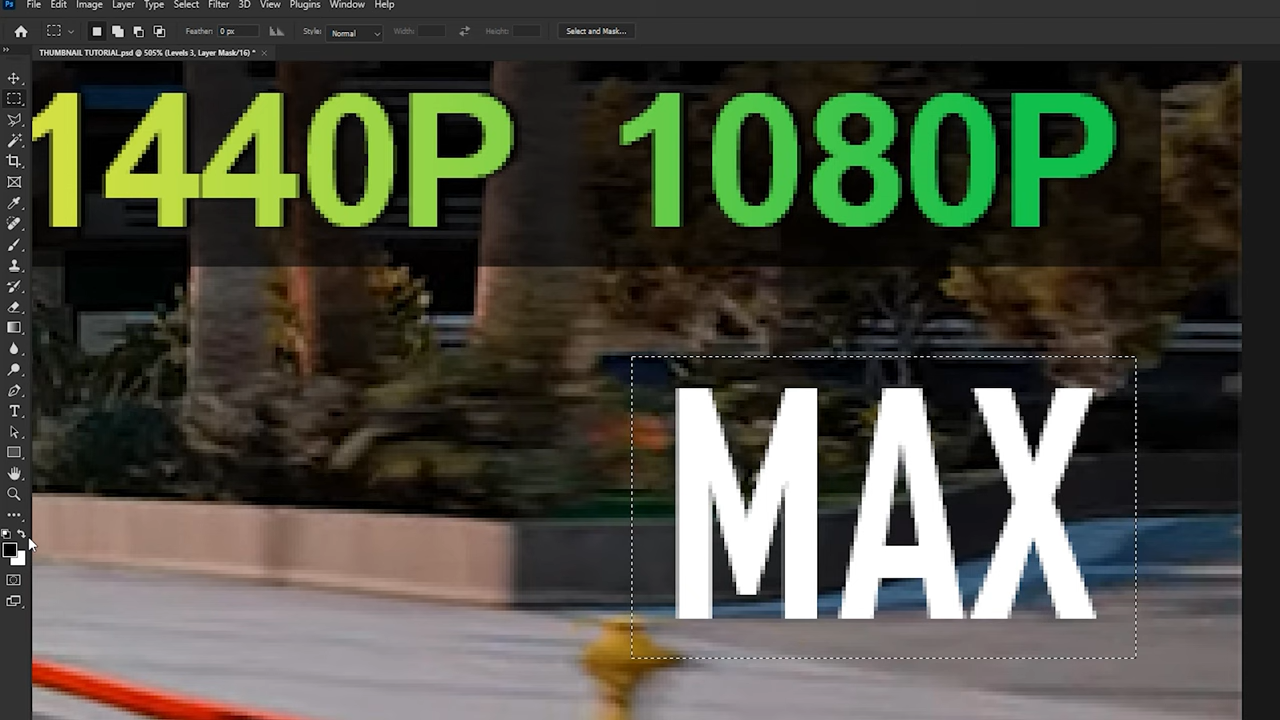 Ps File Edit Image Layer Type Select Filter 3D View Plugins Window Help
Feather: 0 px Style: Normal Width: Height: Select and Mask...
THUMBNAIL TUTORIAL.psd @ 505% (Levels 3, Layer Mask/16) * ×
1440P 1080P
MAX
T